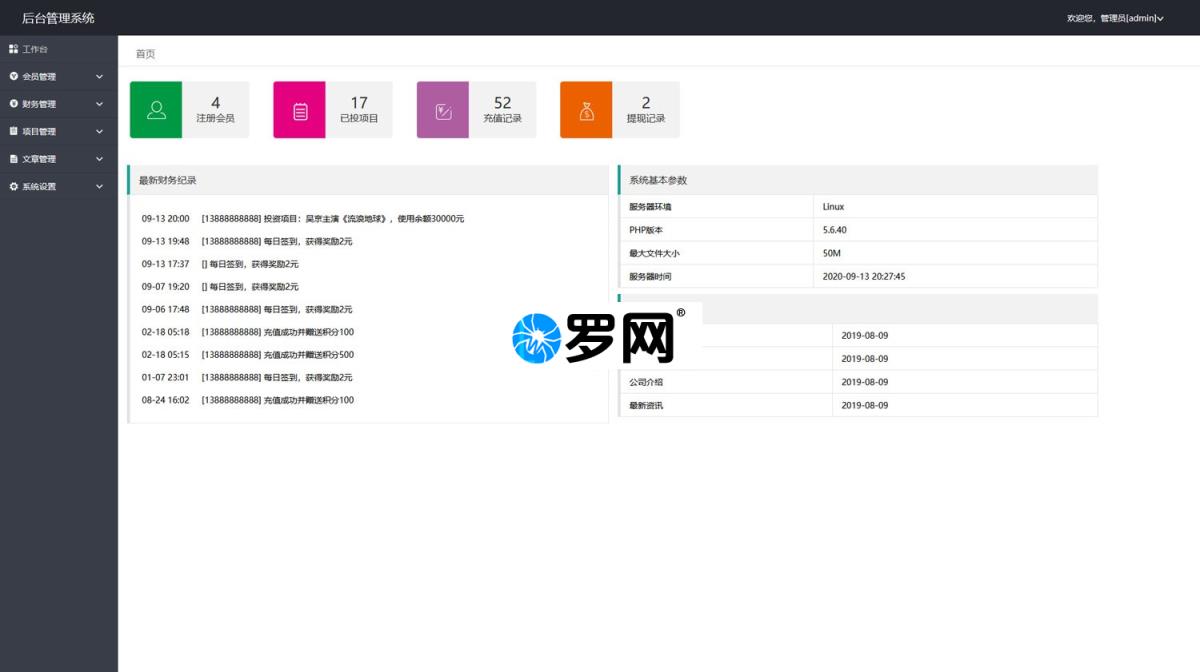 后台管理系统
欢迎您，管理员[admin]
工作台
会员管理
财务管理
项目管理
文章管理
系统设置
首页
4
注册会员
17
已投项目
52
充值记录
2
提现记录
最新财务纪录
09-13 20:00 [13888888888] 投资项目：吴京主演《流浪地球》，使用余额30000元
09-13 19:48 [13888888888] 每日签到，获得奖励2元
09-13 17:37 [] 每日签到，获得奖励2元
09-07 19:20 [] 每日签到，获得奖励2元
09-06 17:48 [13888888888] 每日签到，获得奖励2元
02-18 05:18 [13888888888] 充值成功并赠送积分100
02-18 05:15 [13888888888] 充值成功并赠送积分500
01-07 23:01 [13888888888] 每日签到，获得奖励2元
08-24 16:02 [13888888888] 充值成功并赠送积分100
系统基本参数
服务器环境 Linux
PHP版本 5.6.40
最大文件大小 50M
服务器时间 2020-09-13 20:27:45
罗网®
2019-08-09
2019-08-09
公司介绍 2019-08-09
最新资讯 2019-08-09